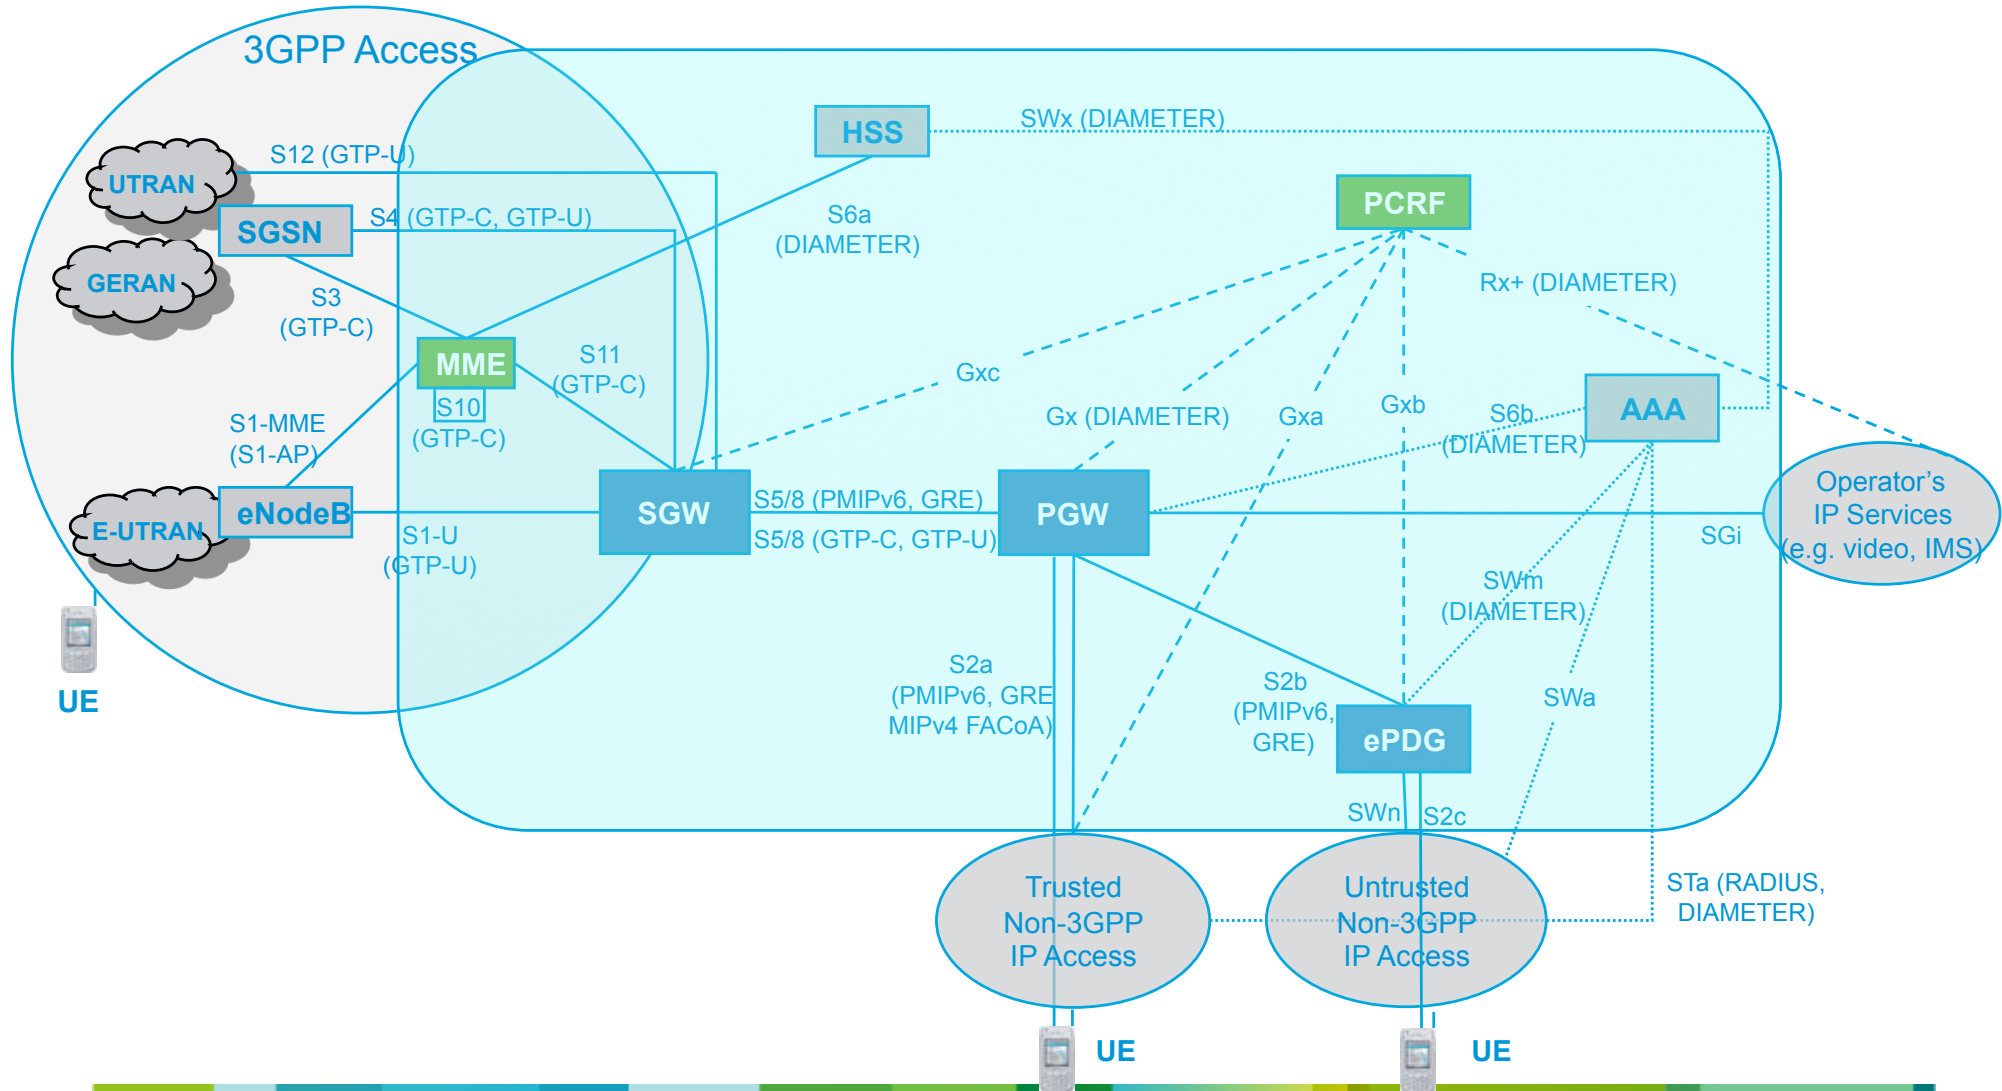 3GPP Access
HSS
SWx (DIAMETER)
S12 (GTP-U)
UTRAN
PCRF
SGSN
S4 (GTP-C, GTP-U)
S6a
(DIAMETER)
GERAN
S3
(GTP-C)
Rx+ (DIAMETER)
MME
S11
(GTP-C)
Gxc
S10
(GTP-C)
Gx (DIAMETER)
Gxa
Gxb
S6b
(DIAMETER)
AAA
S1-MME
(S1-AP)
E-UTRAN
eNodeB
S1-U
(GTP-U)
SGW
S5/8 (PMIPv6, GRE)
S5/8 (GTP-C, GTP-U)
PGW
SGi
Operator's
IP Services
(e.g. video, IMS)
SWm
(DIAMETER)
UE
S2a
(PMIPv6, GRE
MIPv4 FACoA)
S2b
(PMIPv6,
GRE)
SWa
ePDG
SWn
S2c
Trusted
Non-3GPP
IP Access
Untrusted
Non-3GPP
IP Access
STa (RADIUS,
DIAMETER)
UE
UE